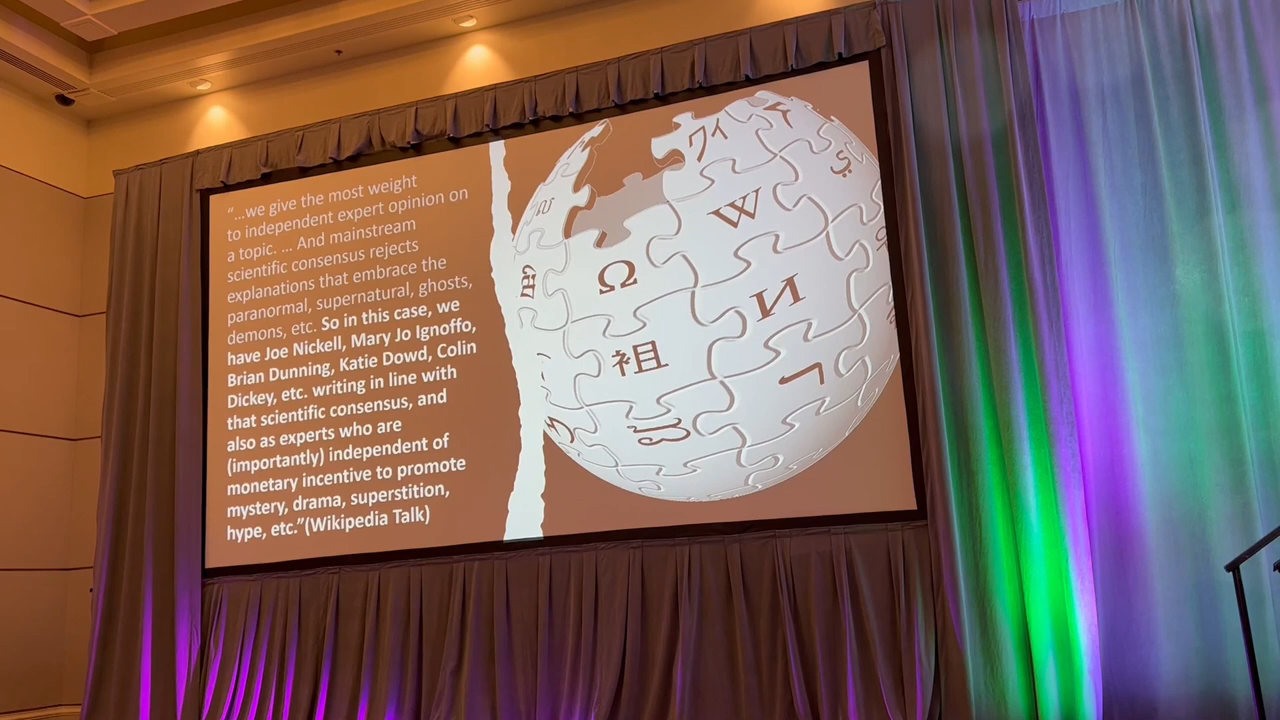 “...we give the most weight
to independent expert opinion on
a topic. ... And mainstream
scientific consensus rejects
explanations that embrace the
paranormal, supernatural, ghosts,
demons, etc. So in this case, we
have Joe Nickell, Mary Jo Ignoffo,
Brian Dunning, Katie Dowd, Colin
Dickey, etc. writing in line with
that scientific consensus, and
also as experts who are
(importantly) independent of
monetary incentive to promote
mystery, drama, superstition,
hype, etc.”(Wikipedia Talk)
ウィ
W
Ω
И
祖